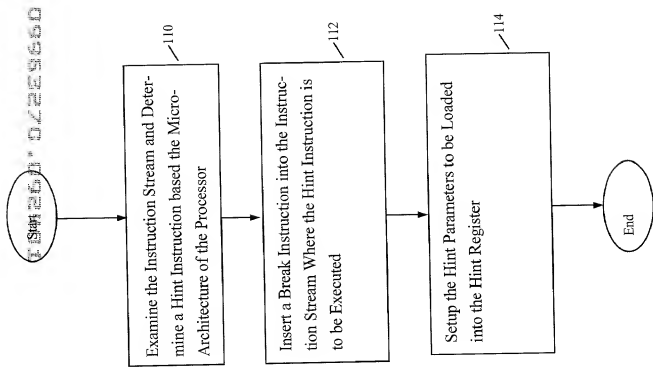 Start
Examine the Instruction Stream and Deter-
mine a Hint Instruction based the Micro-
Architecture of the Processor
110
Insert a Break Instruction into the Instruc-
tion Stream Where the Hint Instruction is
to be Executed
112
Setup the Hint Parameters to be Loaded
into the Hint Register
114
End